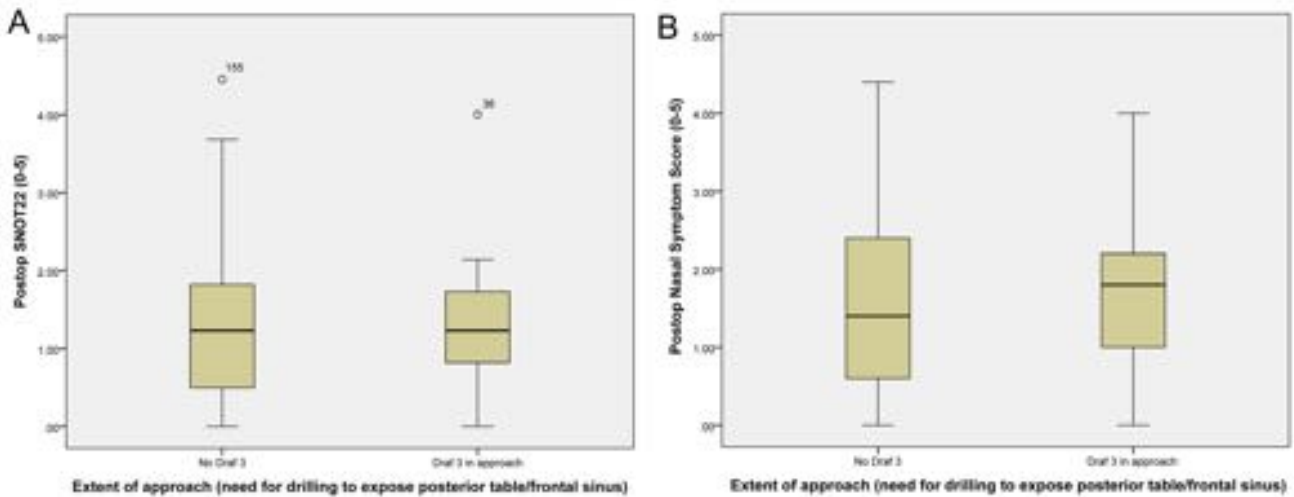 A
Postop SNOT22 (0-5)
5.00
4.00
3.00
2.00
1.00
.00
155
36
No Draf 3
Draf 3 in approach
Extent of approach (need for drilling to expose posterior table/frontal sinus)
B
Postop Nasal Symptom Score (0-5)
5.00
4.00
3.00
2.00
1.00
.00
No Draf 3
Draf 3 in approach
Extent of approach (need for drilling to expose posterior table/frontal sinus)